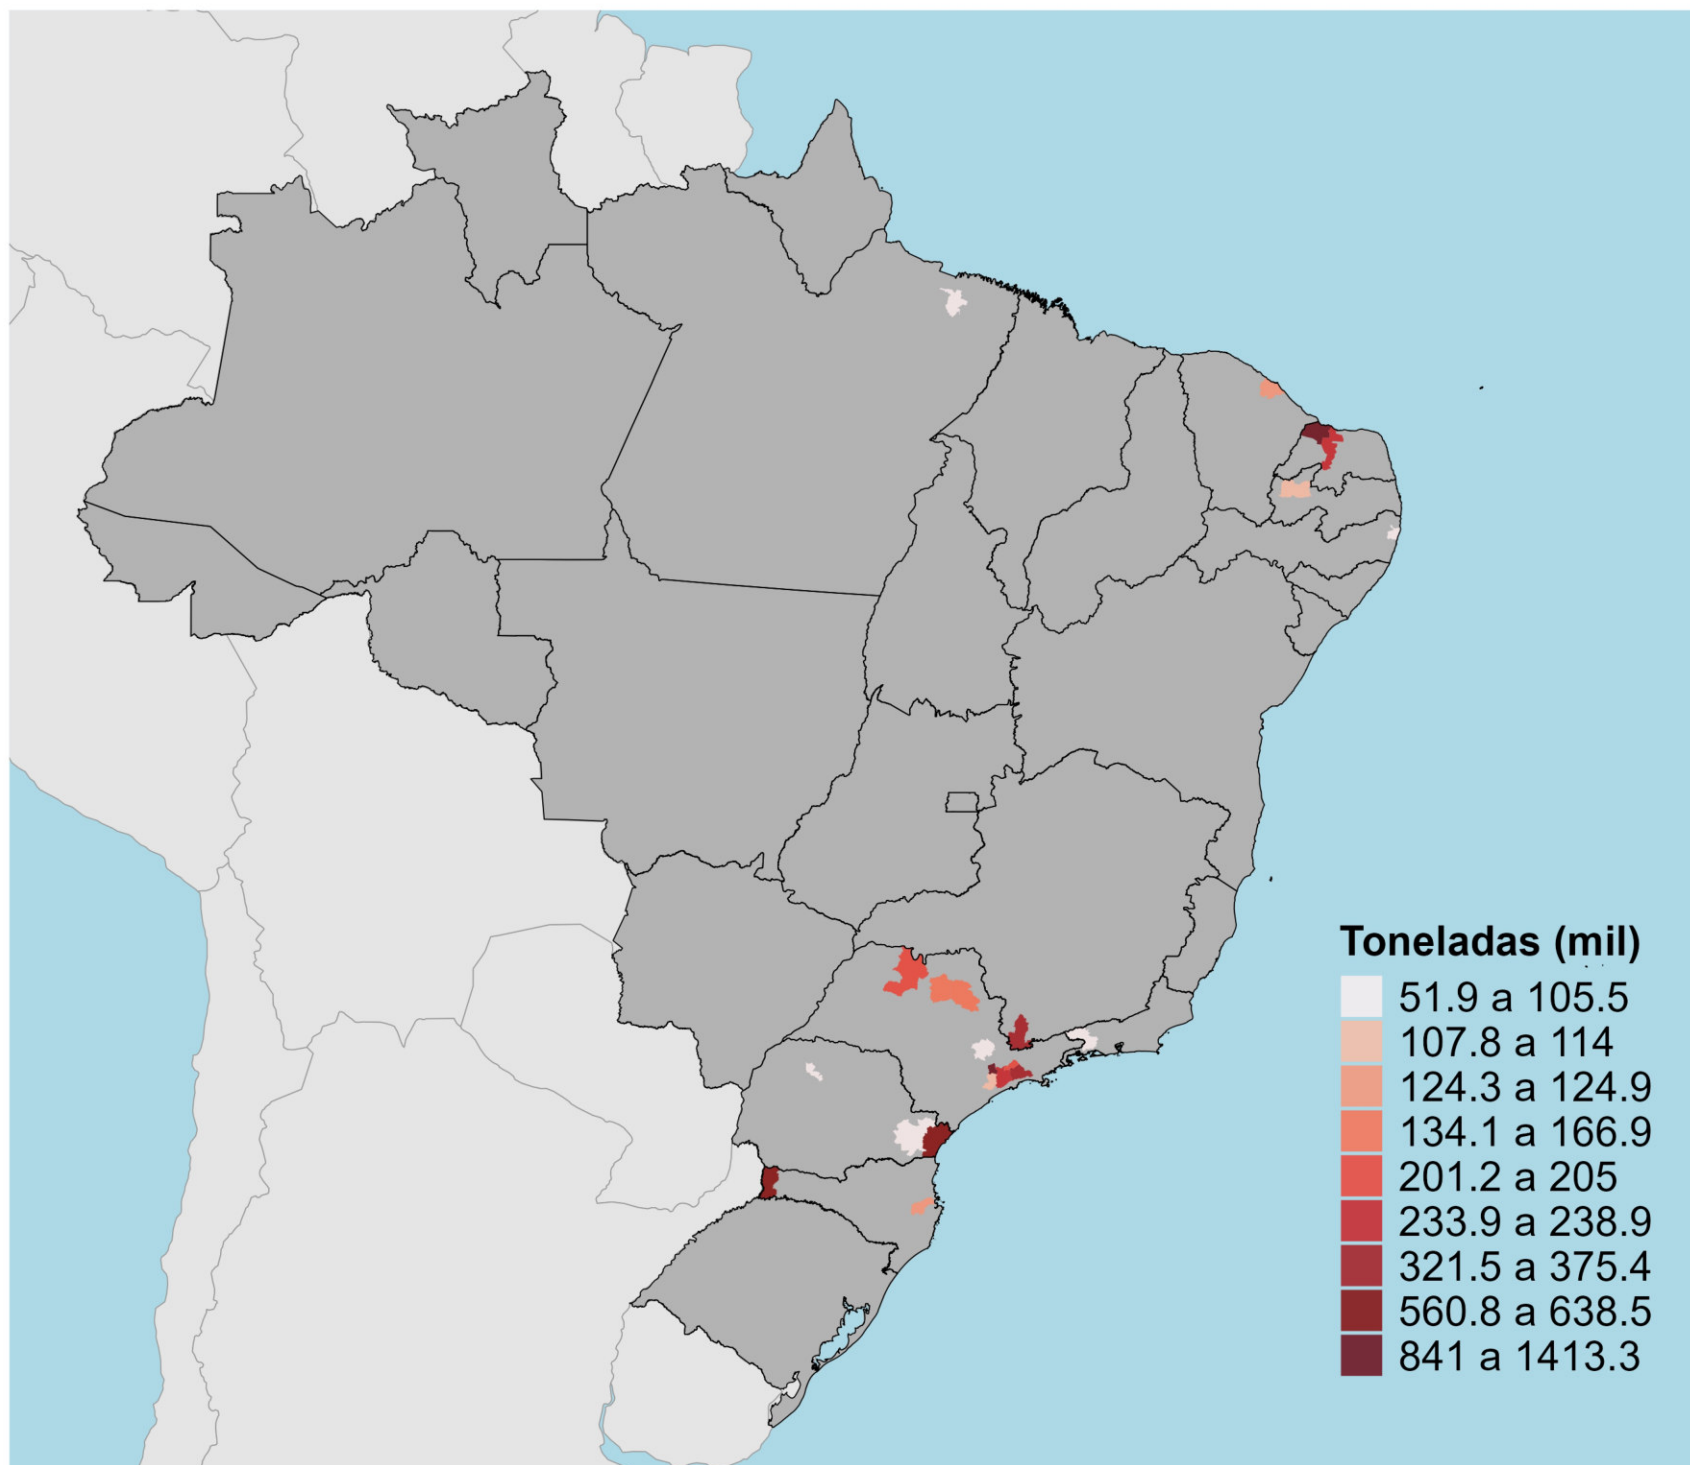 Toneladas (mil)
51.9 a 105.5
107.8 a 114
124.3 a 124.9
134.1 a 166.9
201.2 a 205
233.9 a 238.9
321.5 a 375.4
560.8 a 638.5
841 a 1413.3